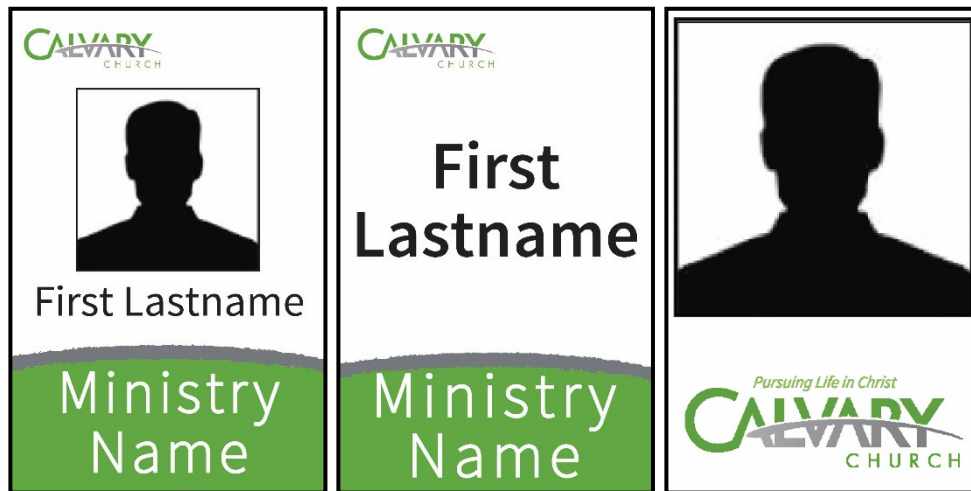 CALVARY
CHURCH
First Lastname
Ministry
Name
CALVARY
CHURCH
First
Lastname
Ministry
Name
Pursuing Life in Christ
CALVARY
CHURCH